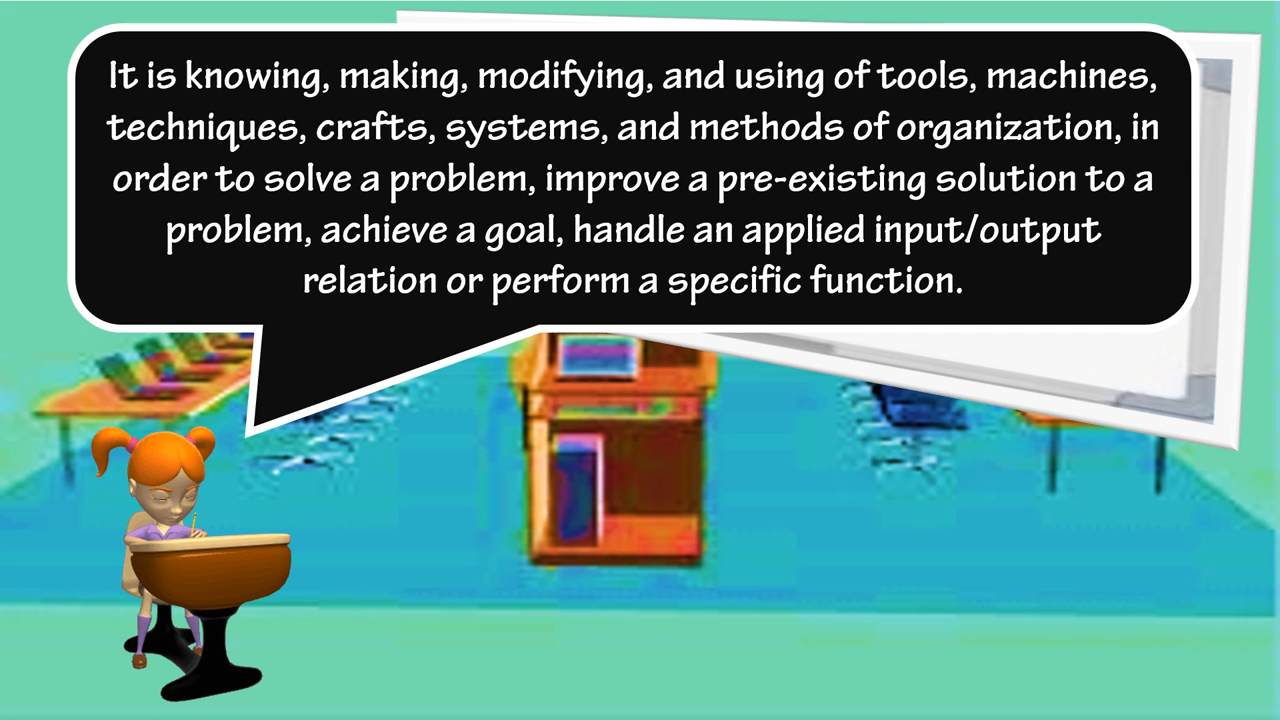 It is knowing, making, modifying, and using of tools, machines,
techniques, crafts, systems, and methods of organization, in
order to solve a problem, improve a pre-existing solution to a
problem, achieve a goal, handle an applied input/output
relation or perform a specific function.